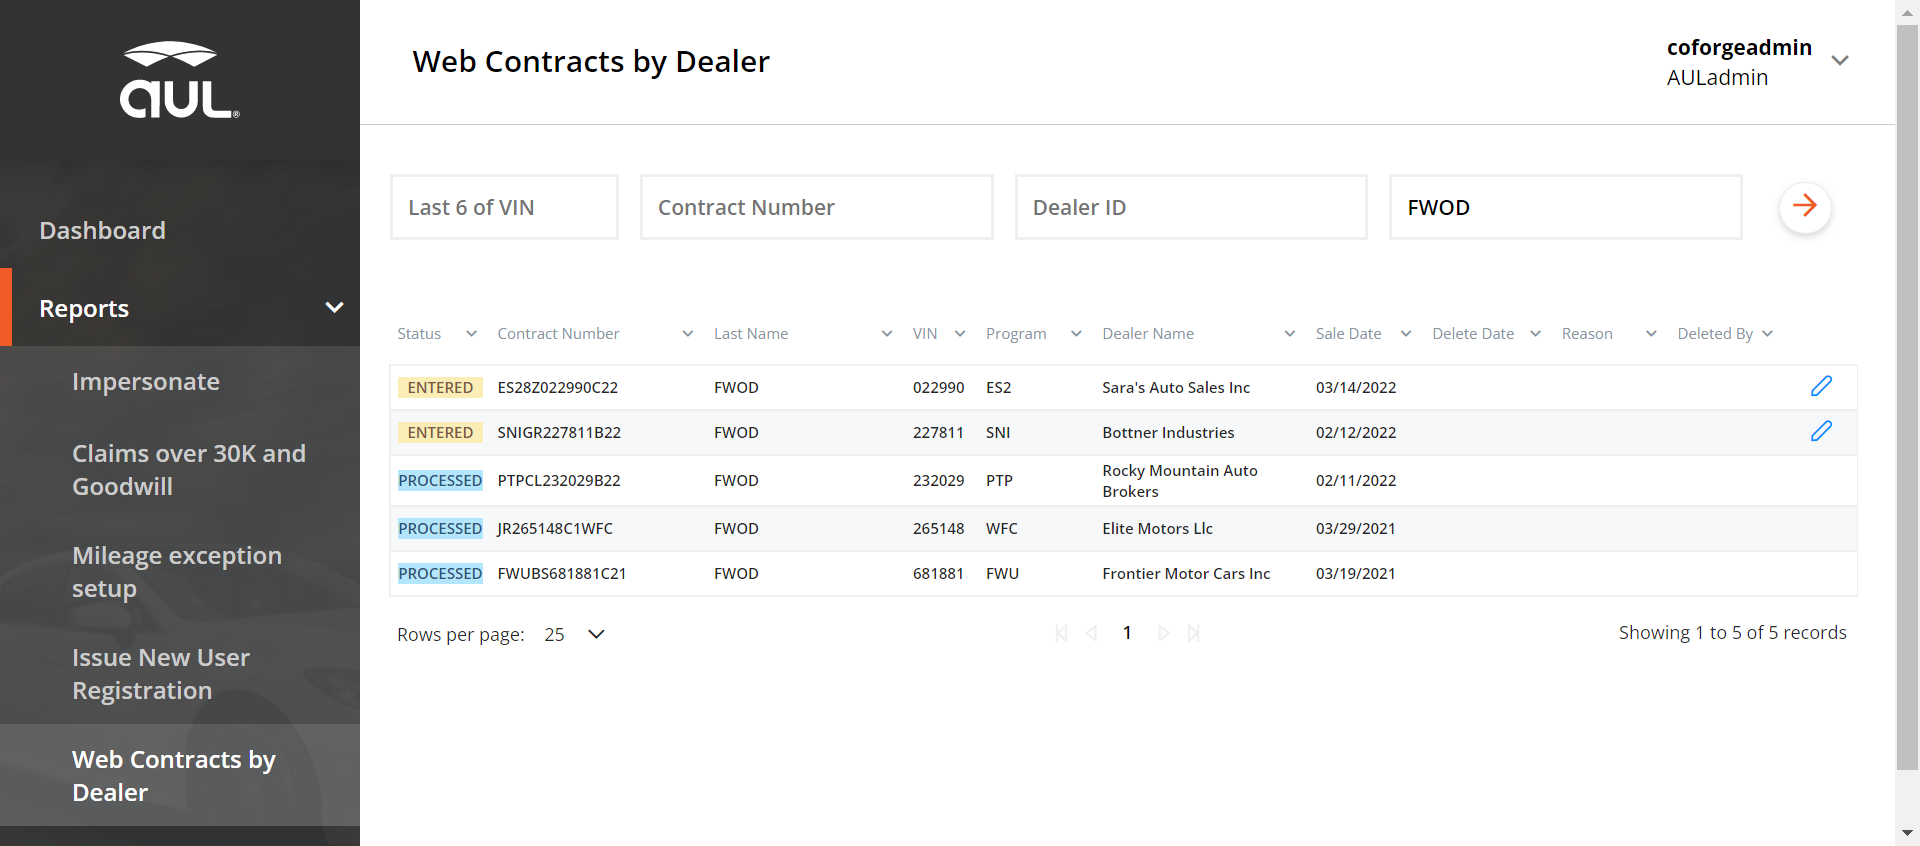 aUL®
Dashboard
Reports
Impersonate
Claims over 30K and
Goodwill
Mileage exception
setup
Issue New User
Registration
Web Contracts by
Dealer
Web Contracts by Dealer
coforgeadmin
AULadmin
Last 6 of VIN Contract Number Dealer ID FWOD
Status Contract Number Last Name VIN Program Dealer Name Sale Date Delete Date Reason Deleted By
ENTERED ES28Z022990C22 FWOD 022990 ES2 Sara's Auto Sales Inc 03/14/2022
ENTERED SNIGR227811B22 FWOD 227811 SNI Bottner Industries 02/12/2022
PROCESSED PTPCL232029B22 FWOD 232029 PTP Rocky Mountain Auto 02/11/2022
Brokers
PROCESSED JR265148C1WFC FWOD 265148 WFC Elite Motors Llc 03/29/2021
PROCESSED FWUBS681881C21 FWOD 681881 FWU Frontier Motor Cars Inc 03/19/2021
Rows per page: 25 1 Showing 1 to 5 of 5 records